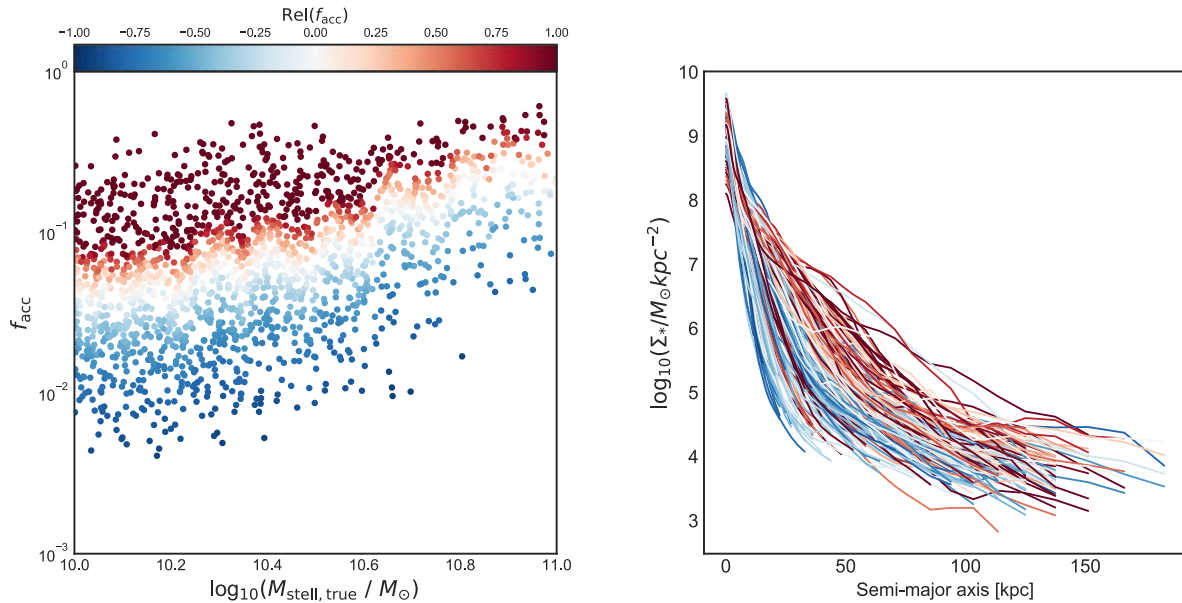 Rel(f_acc)
−1.00 −0.75 −0.50 −0.25 0.00 0.25 0.50 0.75 1.00
10^0
10^−1
10^−2
10^−3
f_acc
10.0 10.2 10.4 10.6 10.8 11.0
log_10(M_stell, true / M_⊙)
10
9
8
7
6
5
4
3
log_10(Σ_*/M_⊙kpc^−2)
0 50 100 150
Semi-major axis [kpc]